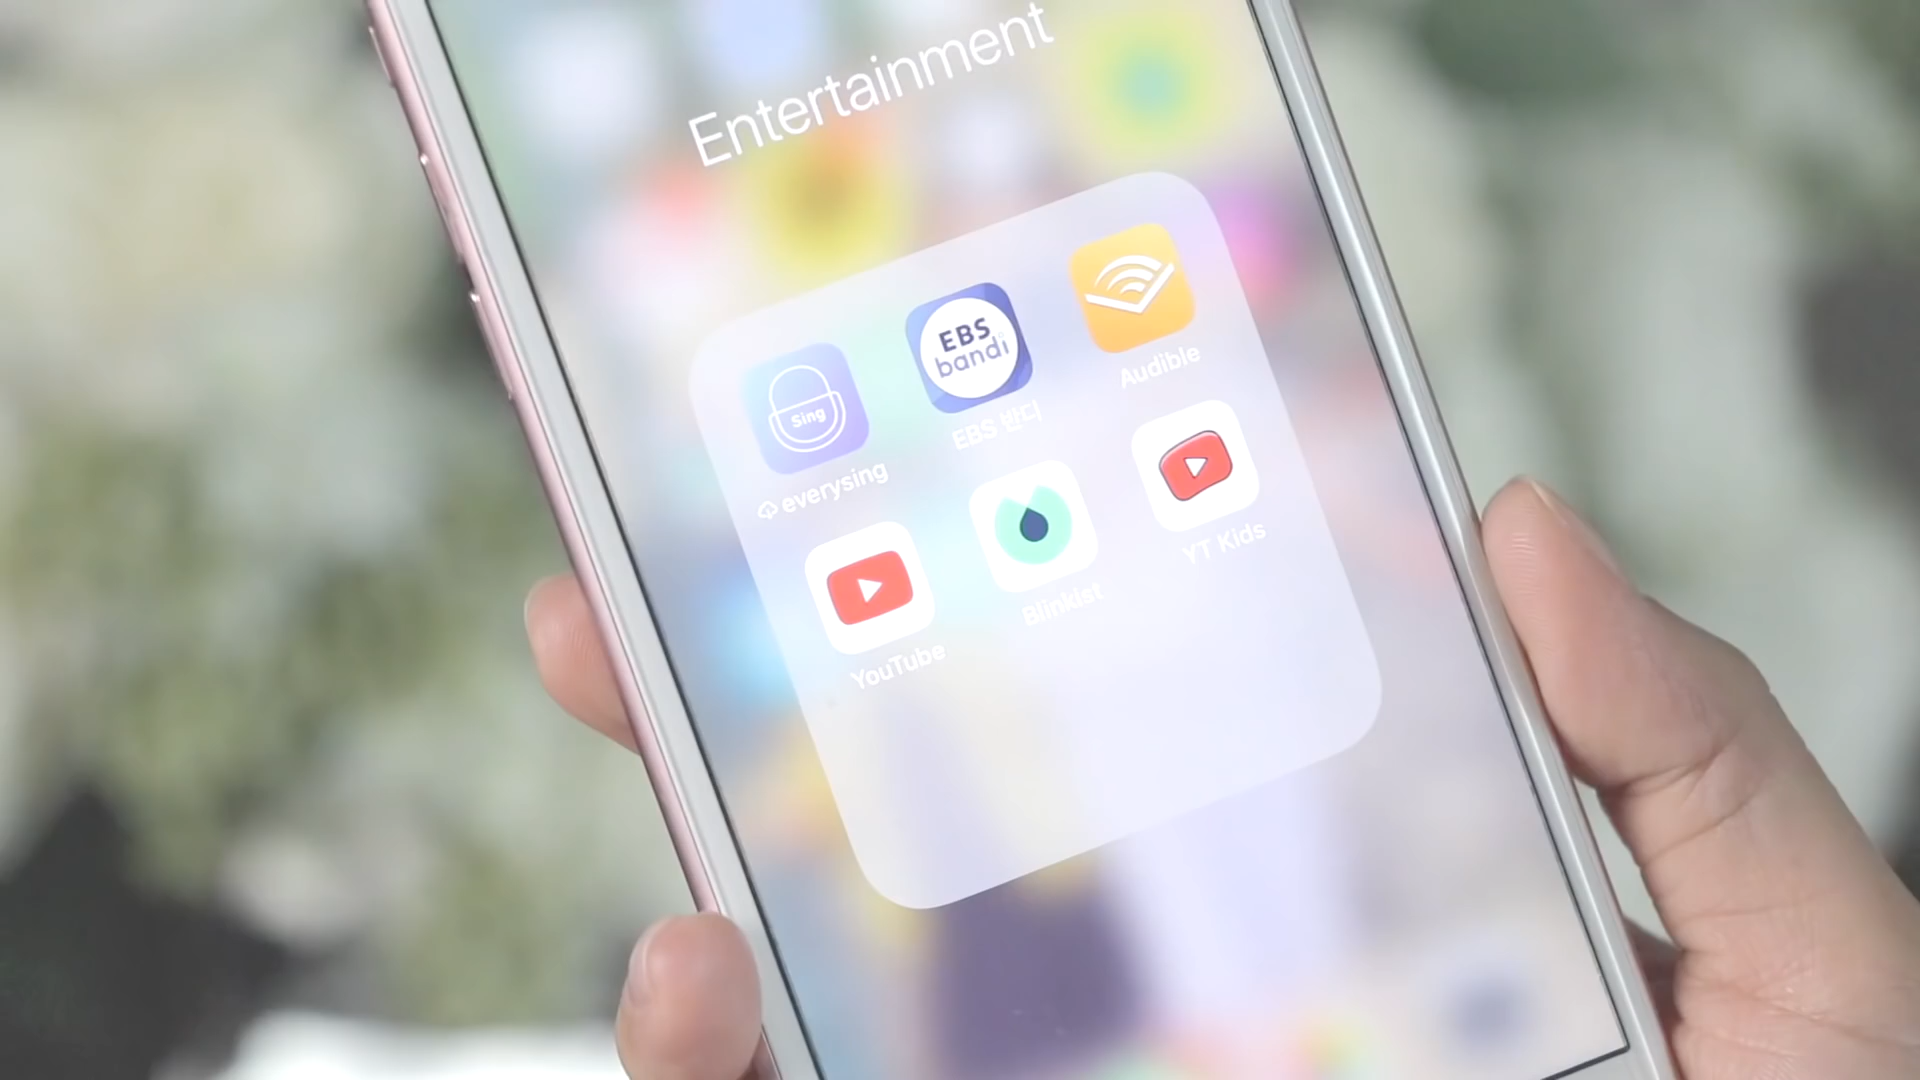 Entertainment
Sing
everysing
EBS
bandi
EBS 반디
Audible
YouTube
Blinkist
YT Kids